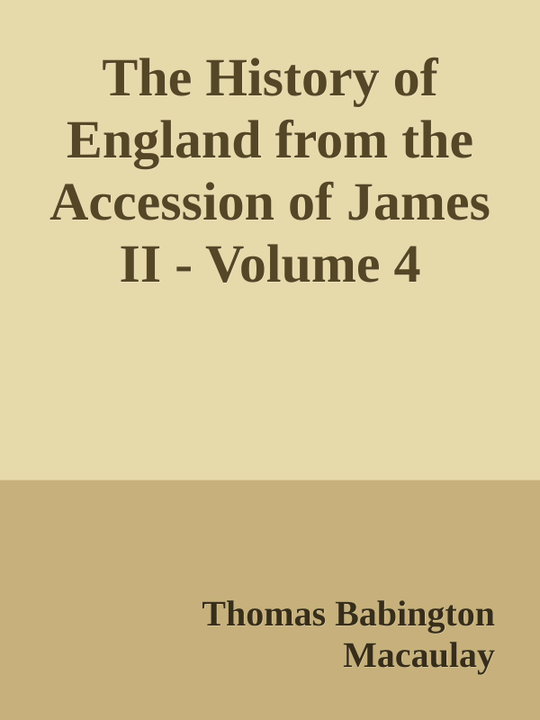 The History of
England from the
Accession of James
II - Volume 4
Thomas Babington
Macaulay